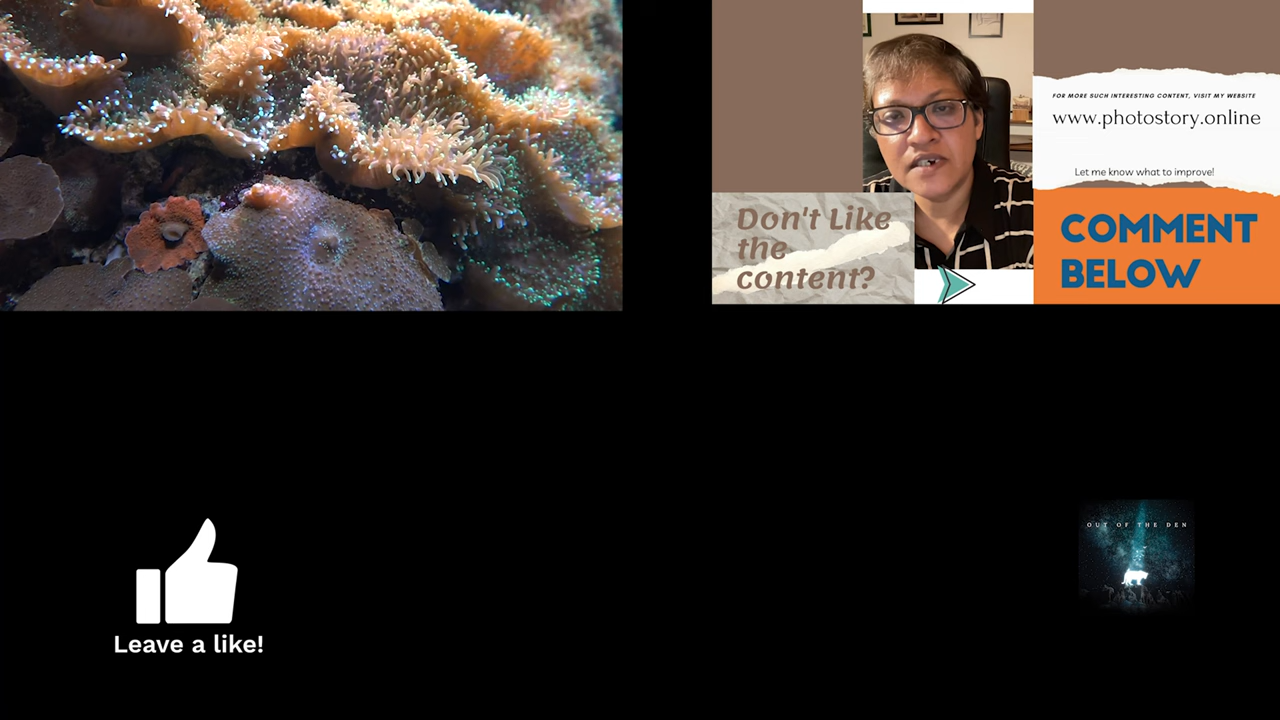 FOR MORE SUCH INTERESTING CONTENT, VISIT MY WEBSITE
www.photostory.online
Let me know what to improve!
Don't Like
the
content?
COMMENT
BELOW
OUT OF THE DEN
Leave a like!